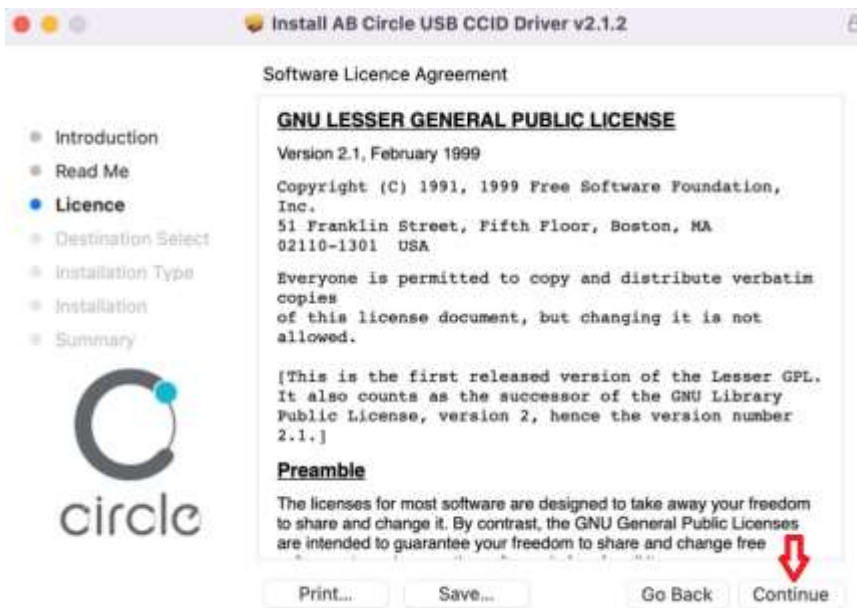 Install AB Circle USB CCID Driver v2.1.2
Software Licence Agreement
Introduction
Read Me
Licence
Destination Select
Installation Type
Installation
Summary
circle
GNU LESSER GENERAL PUBLIC LICENSE
Version 2.1, February 1999
Copyright (C) 1991, 1999 Free Software Foundation,
Inc.
51 Franklin Street, Fifth Floor, Boston, MA
02110-1301 USA
Everyone is permitted to copy and distribute verbatim
copies
of this license document, but changing it is not
allowed.
[This is the first released version of the Lesser GPL.
It also counts as the successor of the GNU Library
Public License, version 2, hence the version number
2.1.]
Preamble
The licenses for most software are designed to take away your freedom
to share and change it. By contrast, the GNU General Public Licenses
are intended to guarantee your freedom to share and change free
Print...
Save...
Go Back
Continue